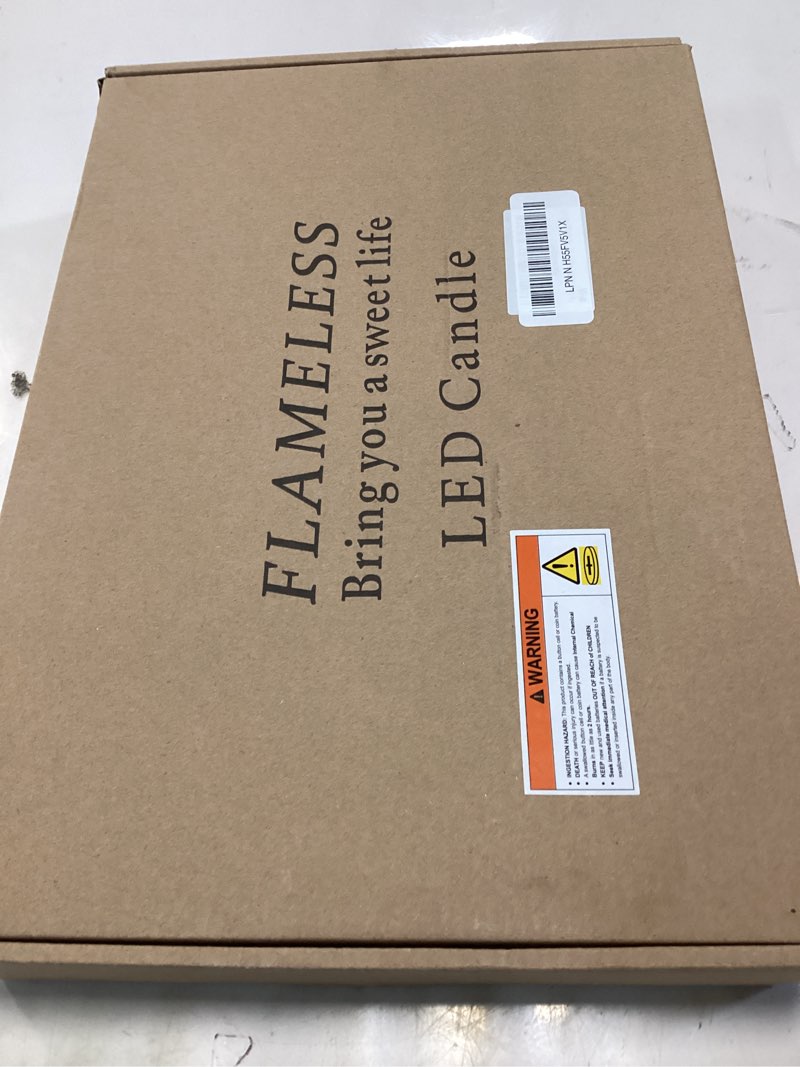 FLAMELESS
Bring you a sweet life
LED Candle
LPN N H55FV5V1X
WARNING
• INGESTION HAZARD: This product contains a button cell or coin battery.
• DEATH or serious injury can occur if ingested.
• A swallowed button cell or coin battery can cause Internal Chemical
Burns in as little as 2 hours.
• KEEP new and used batteries OUT OF REACH of CHILDREN
• Seek immediate medical attention if a battery is suspected to be
swallowed or inserted inside any part of the body.